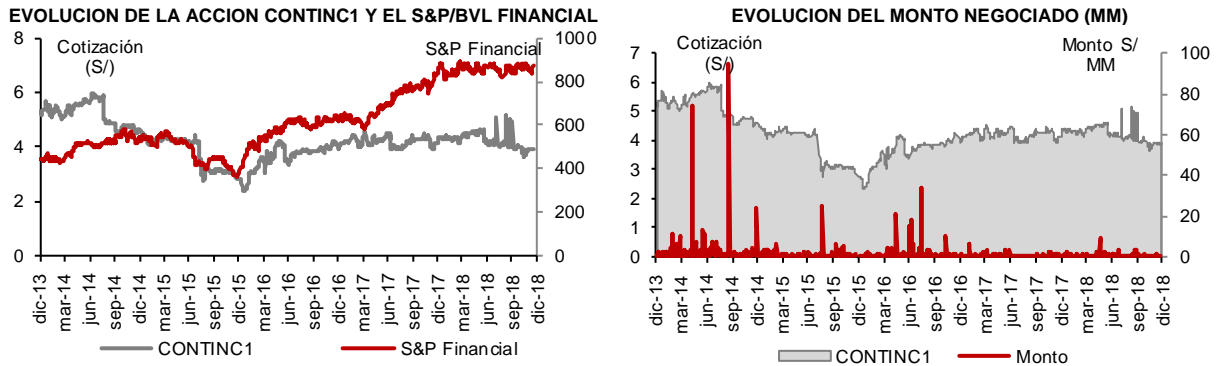 EVOLUCION DE LA ACCION CONTINC1 Y EL S&P/BVL FINANCIAL
Cotización
(S/)
S&P Financial
8
6
4
2
0
1000
800
600
400
200
0
dic-13
mar-14
jun-14
sep-14
dic-14
mar-15
jun-15
sep-15
dic-15
mar-16
jun-16
sep-16
dic-16
mar-17
jun-17
sep-17
dic-17
mar-18
jun-18
sep-18
dic-18
CONTINC1 S&P Financial
EVOLUCION DEL MONTO NEGOCIADO (MM)
Cotización
(S/)
Monto S/
MM
7
6
5
4
3
2
1
0
100
80
60
40
20
0
dic-13
mar-14
jun-14
sep-14
dic-14
mar-15
jun-15
sep-15
dic-15
mar-16
jun-16
sep-16
dic-16
mar-17
jun-17
sep-17
dic-17
mar-18
jun-18
sep-18
dic-18
CONTINC1 Monto